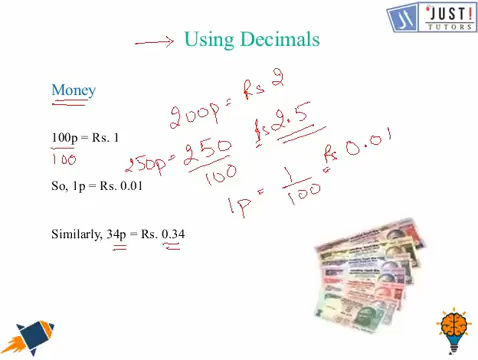 JUST!
TUTORS
Using Decimals
Money
200p = Rs 2
100p = Rs. 1
100
250p = 250/100 = Rs 2.5
So, 1p = Rs. 0.01
1p = 1/100 = Rs 0.01
Similarly, 34p = Rs. 0.34